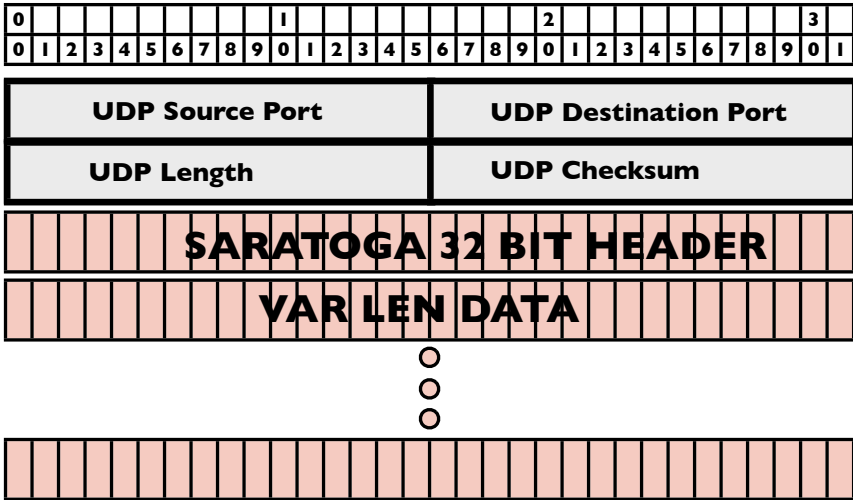 0 1 2 3
0 1 2 3 4 5 6 7 8 9 0 1 2 3 4 5 6 7 8 9 0 1 2 3 4 5 6 7 8 9 0 1
UDP Source Port UDP Destination Port
UDP Length UDP Checksum
SARATOGA 32 BIT HEADER
VAR LEN DATA